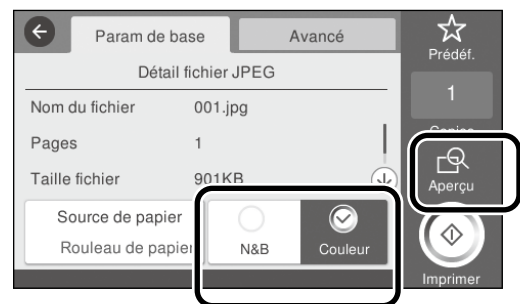 Param de base
Avancé
Détail fichier JPEG
Nom du fichier 001.jpg
Pages 1
Taille fichier 901KB
Source de papier
Rouleau de papier
N&B
Couleur
Prédéf.
1
Copies
Aperçu
Imprimer